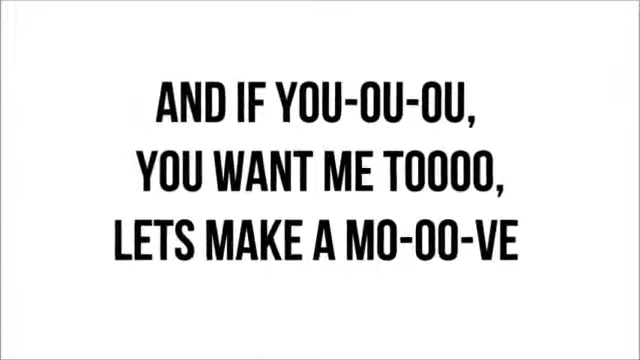 AND IF YOU-OU-OU,
YOU WANT ME TOOOO,
LETS MAKE A MO-OO-VE